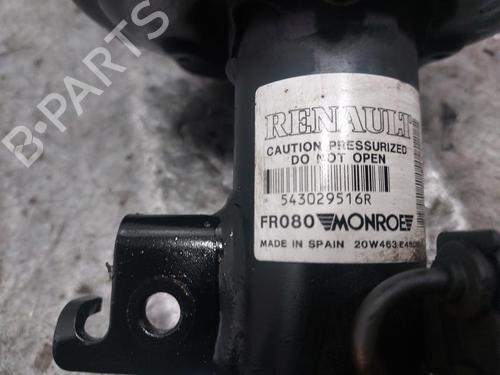 B-PARTS
RENAULT
CAUTION PRESSURIZED
DO NOT OPEN
543029516R
FR080 MONROE
MADE IN SPAIN 20W463